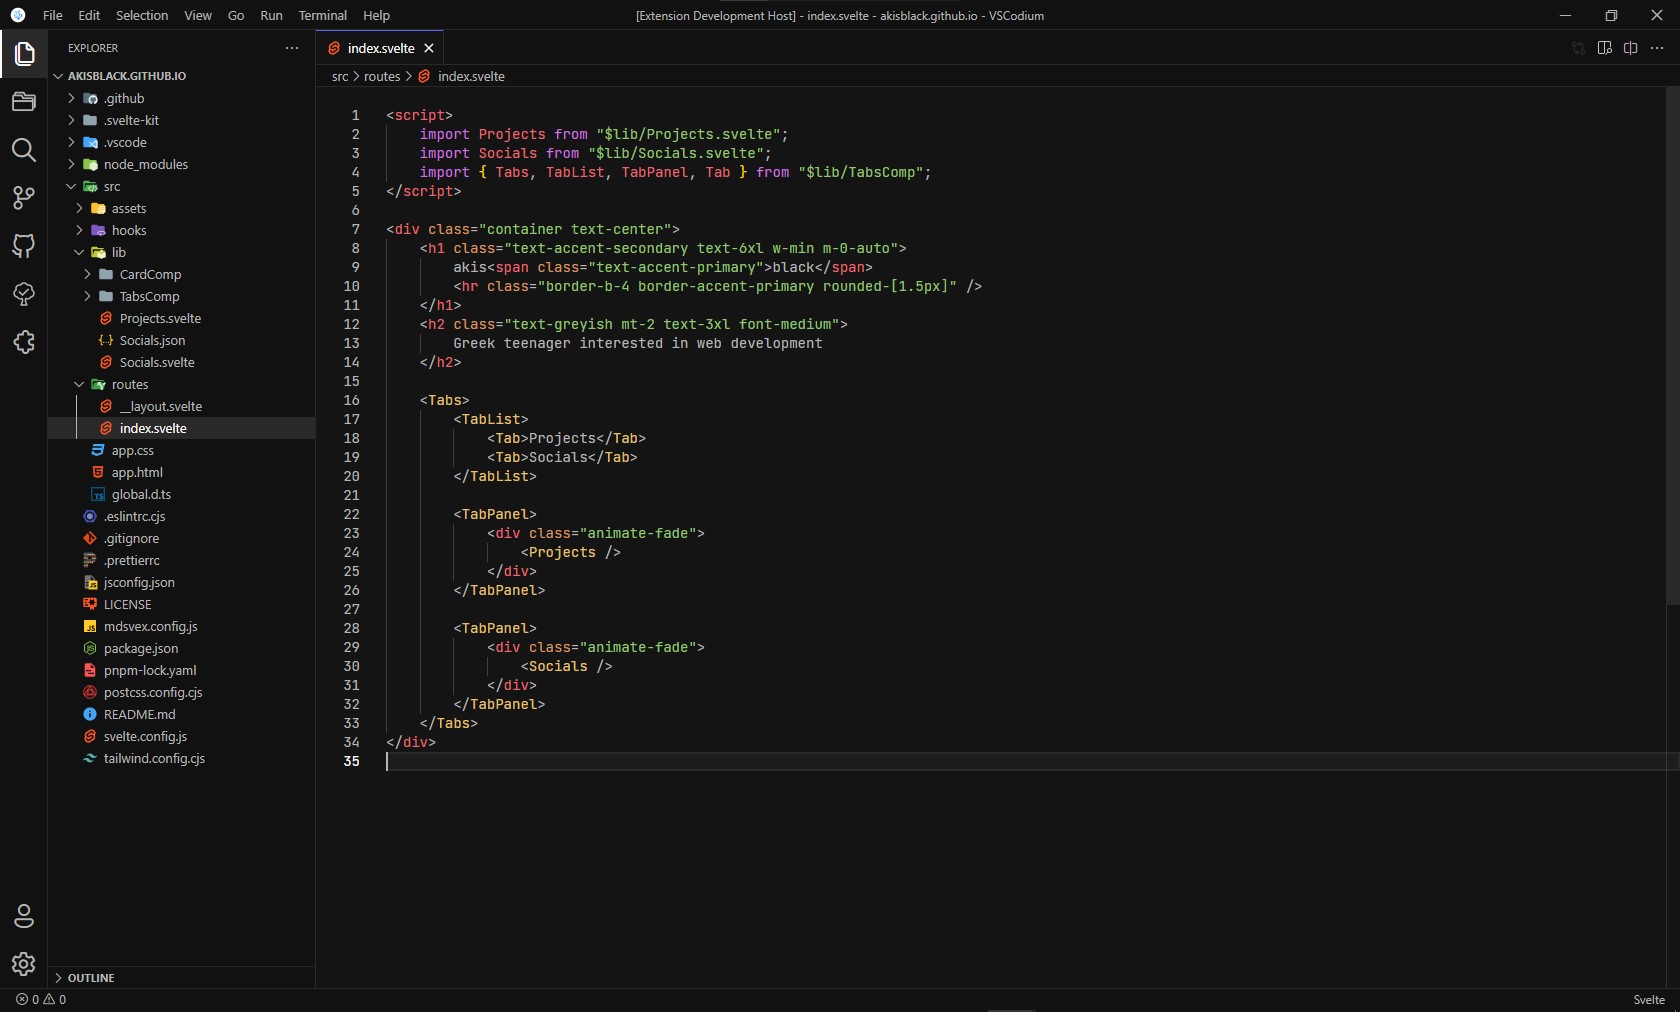 File Edit Selection View Go Run Terminal Help
[Extension Development Host] - index.svelte - akisblack.github.io - VSCodium
EXPLORER
AKISBLACK.GITHUB.IO
.github
.svelte-kit
.vscode
node_modules
src
assets
hooks
lib
CardComp
TabsComp
Projects.svelte
Socials.json
Socials.svelte
routes
__layout.svelte
index.svelte
app.css
app.html
global.d.ts
.eslintrc.cjs
.gitignore
.prettierrc
jsconfig.json
LICENSE
mdsvex.config.js
package.json
pnpm-lock.yaml
postcss.config.cjs
README.md
svelte.config.js
tailwind.config.cjs
OUTLINE
index.svelte
src > routes > index.svelte
1 <script>
2 import Projects from "$lib/Projects.svelte";
3 import Socials from "$lib/Socials.svelte";
4 import { Tabs, TabList, TabPanel, Tab } from "$lib/TabsComp";
5 </script>
6
7 <div class="container text-center">
8 <h1 class="text-accent-secondary text-6xl w-min m-0-auto">
9 akis<span class="text-accent-primary">black</span>
10 <hr class="border-b-4 border-accent-primary rounded-[1.5px]" />
11 </h1>
12 <h2 class="text-greyish mt-2 text-3xl font-medium">
13 Greek teenager interested in web development
14 </h2>
15
16 <Tabs>
17 <TabList>
18 <Tab>Projects</Tab>
19 <Tab>Socials</Tab>
20 </TabList>
21
22 <TabPanel>
23 <div class="animate-fade">
24 <Projects />
25 </div>
26 </TabPanel>
27
28 <TabPanel>
29 <div class="animate-fade">
30 <Socials />
31 </div>
32 </TabPanel>
33 </Tabs>
34 </div>
35
0 0
Svelte